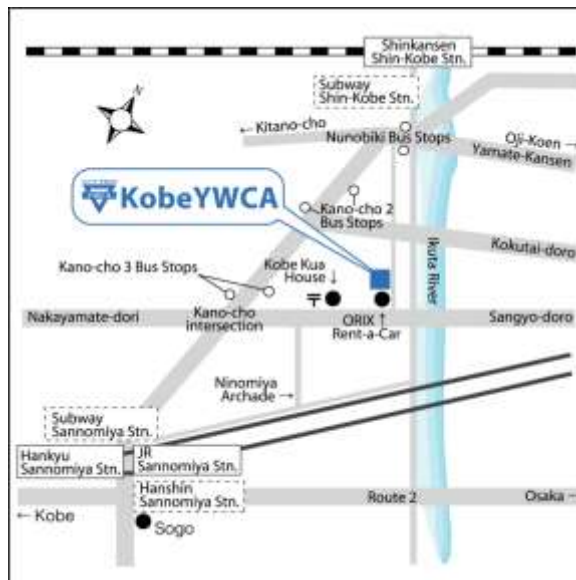 Shinkansen
Shin-Kobe Stn.
Subway
Shin-Kobe Stn.
N
← Kitano-cho
Nunobiki Bus Stops
Oji-Koen →
Yamate-Kansen
KobeYWCA
Kano-cho 2
Bus Stops
Kokutai-doro
Ikuta River
Kobe Kua
House ↓
Kano-cho 3 Bus Stops
〒
Nakayamate-dori
Kano-cho
intersection
ORIX ↑
Rent-a-Car
Sangyo-doro
Ninomiya
Archade →
Subway
Sannomiya Stn.
Hankyu
Sannomiya Stn.
JR
Sannomiya Stn.
Hanshin
Sannomiya Stn.
Route 2
Osaka →
← Kobe
Sogo